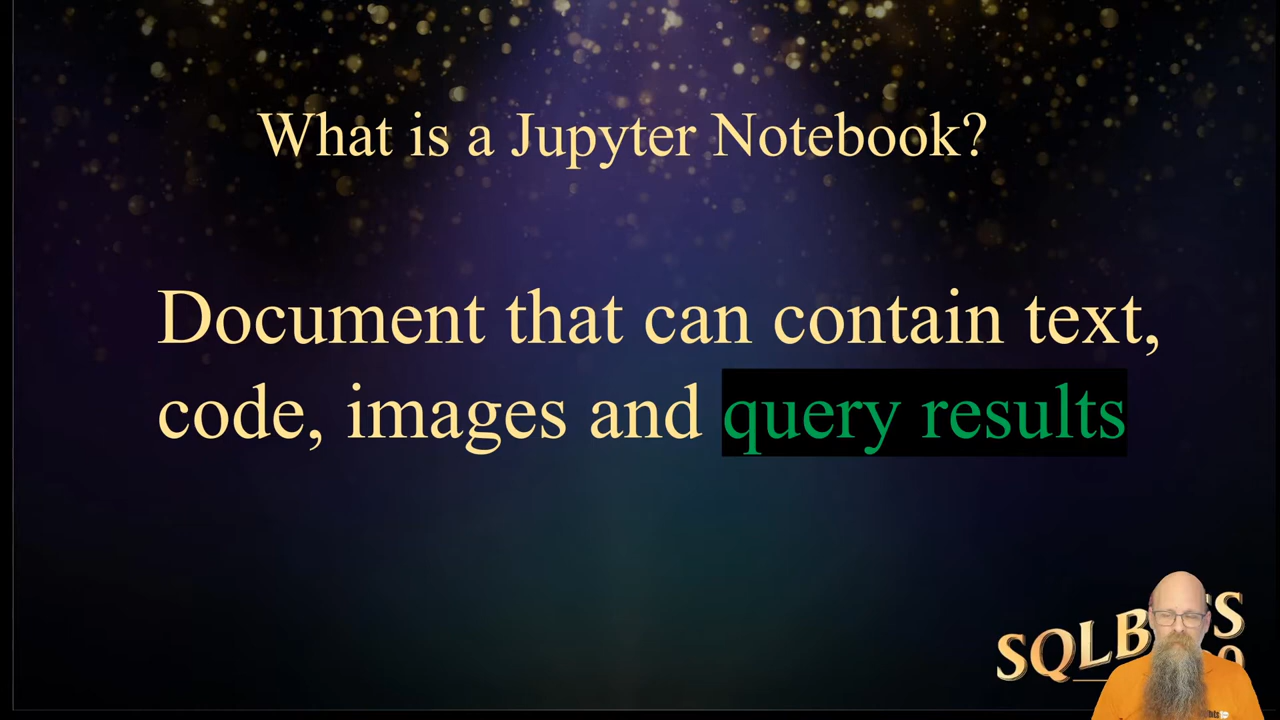 What is a Jupyter Notebook?
Document that can contain text,
code, images and query results